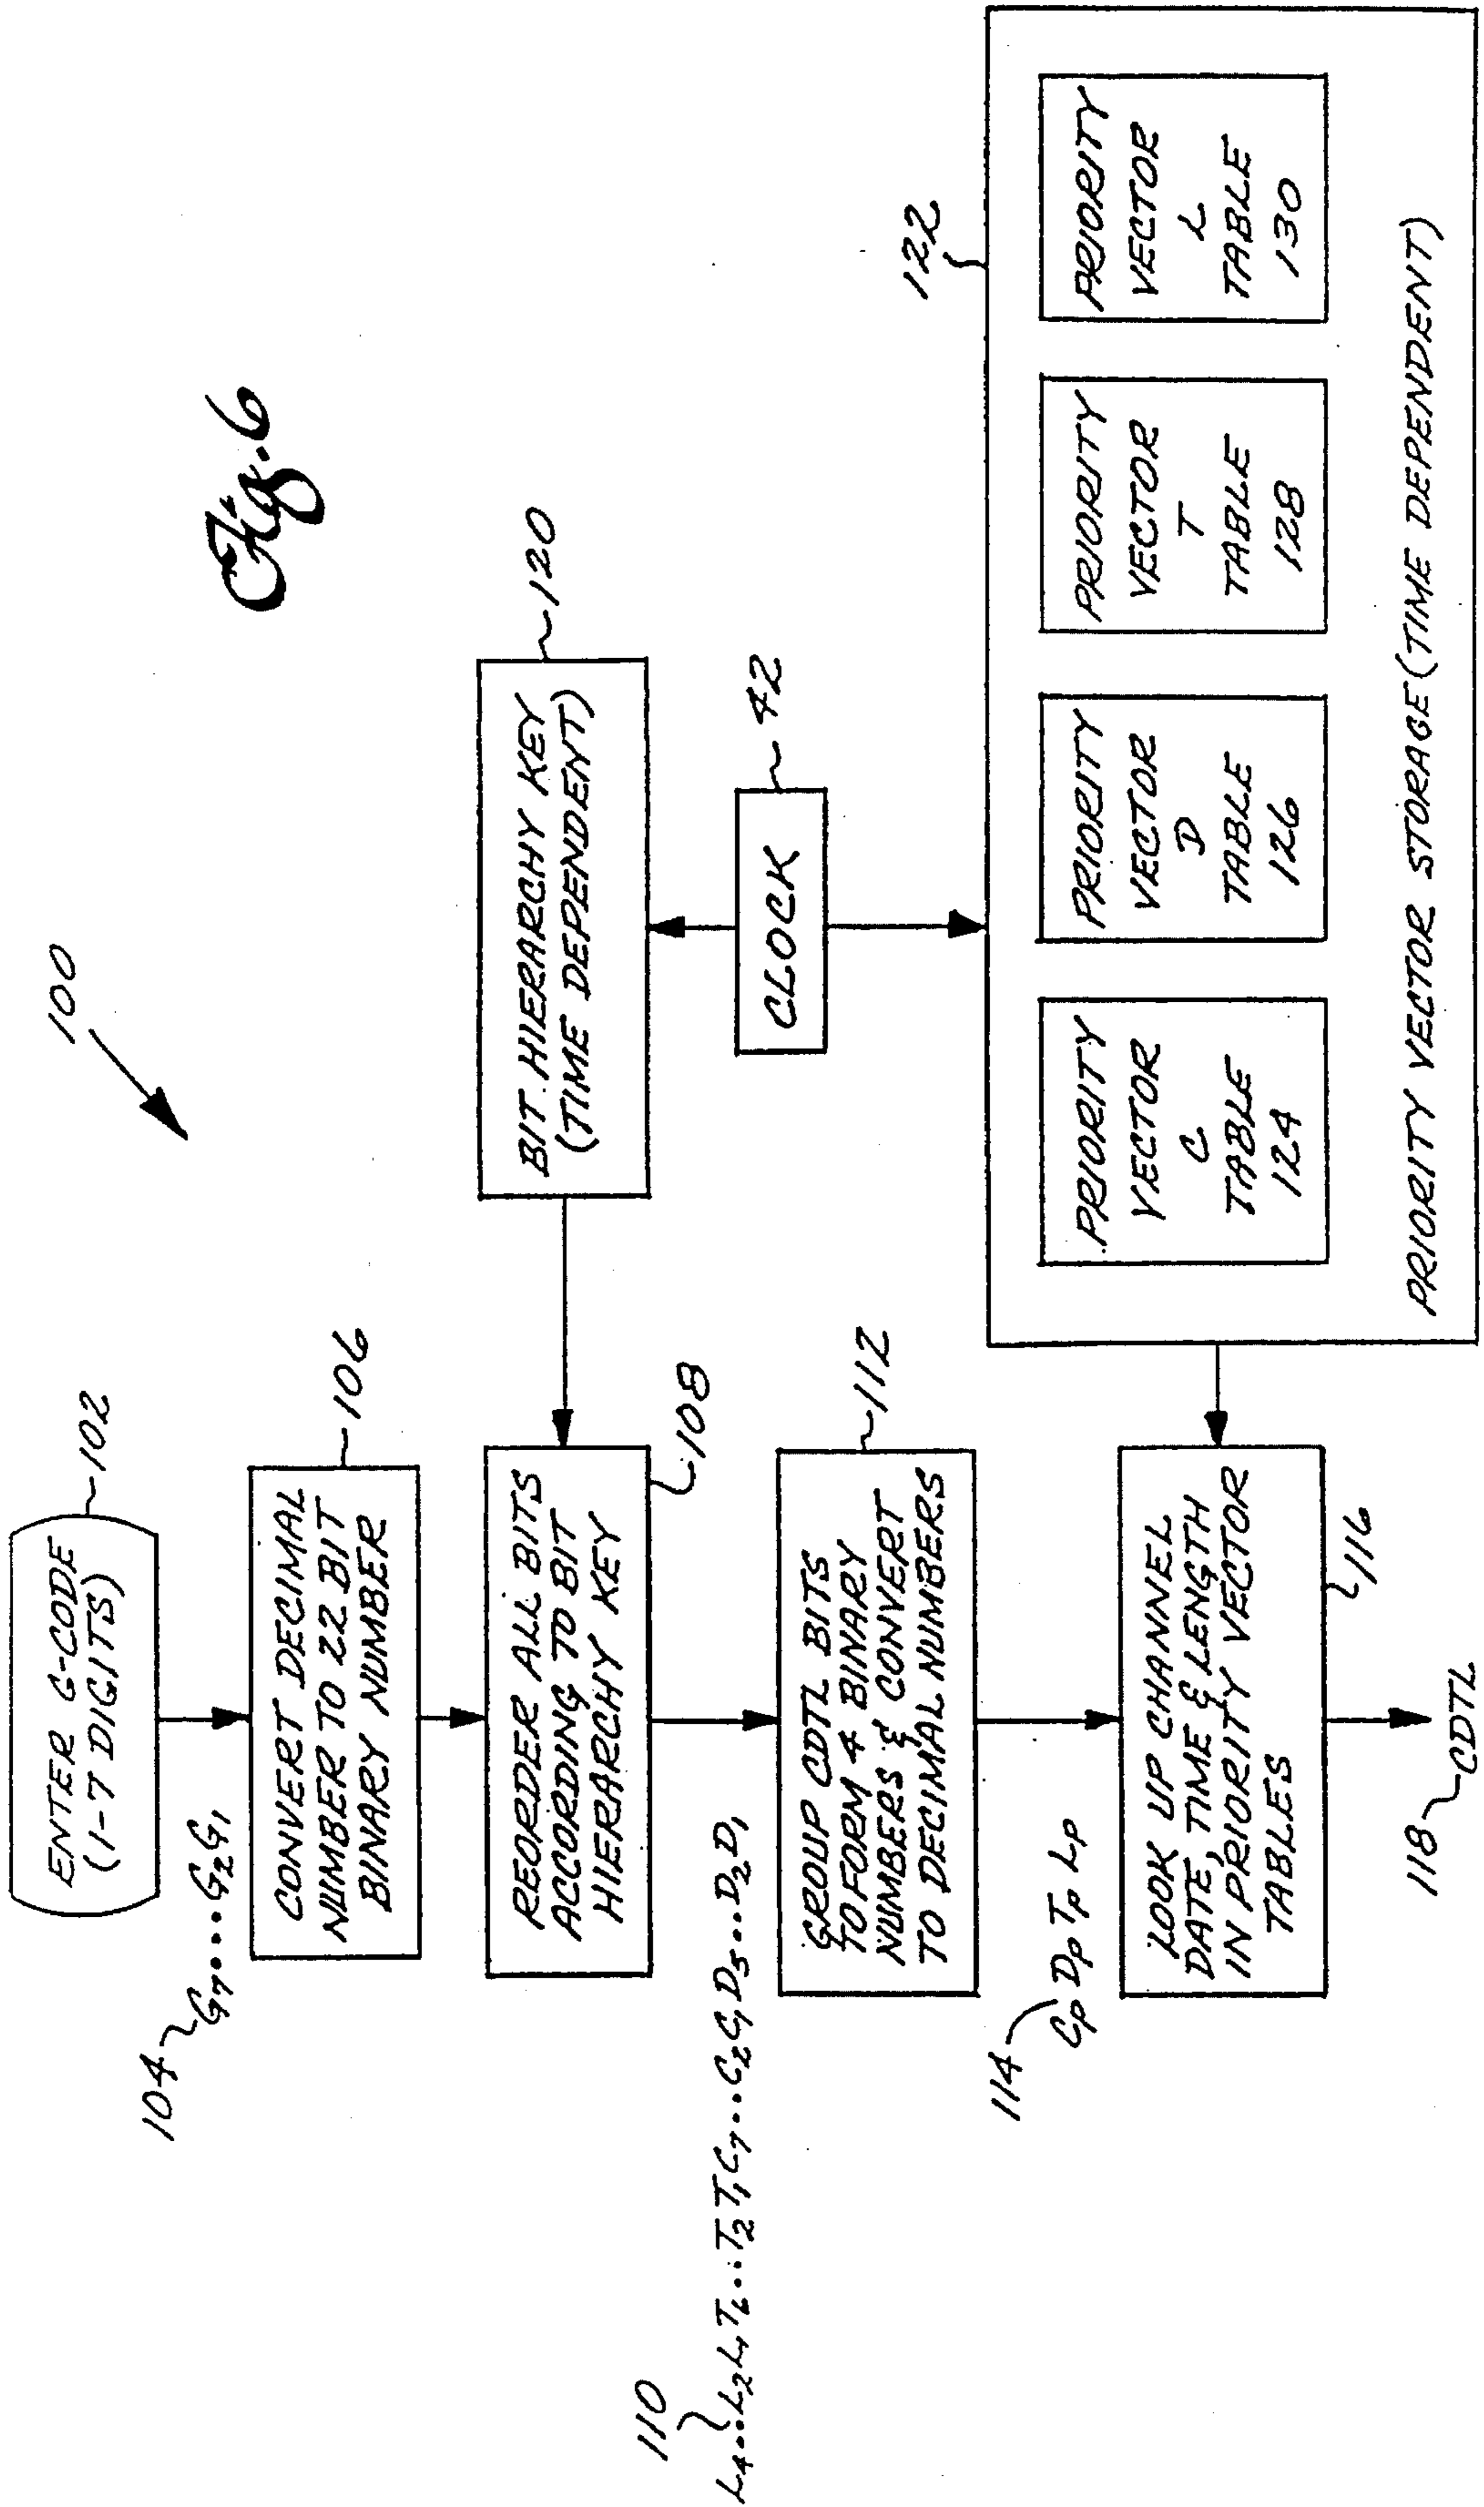 Fig. 6
100
ENTER G-CODE
(1-7 DIGITS)
102
104
G7...G2G1
CONVERT DECIMAL
NUMBER TO 22 BIT
BINARY NUMBER
106
REORDER ALL BITS
ACCORDING TO BIT
HIERARCHY KEY
108
BIT HIERARCHY KEY
(TIME DEPENDENT)
120
CLOCK
42
110
L4..L2L1T6..T2T1C7..C2C1D5..D2D1
GROUP CDTL BITS
TO FORM 4 BINARY
NUMBERS & CONVERT
TO DECIMAL NUMBERS
112
114
Cp Dp Tp Lp
LOOK UP CHANNEL
DATE, TIME & LENGTH
IN PRIORITY VECTOR
TABLES
116
118
CDTL
122
PRIORITY
VECTOR
C
TABLE
124
PRIORITY
VECTOR
D
TABLE
126
PRIORITY
VECTOR
T
TABLE
128
PRIORITY
VECTOR
L
TABLE
130
PRIORITY VECTOR STORAGE (TIME DEPENDENT)